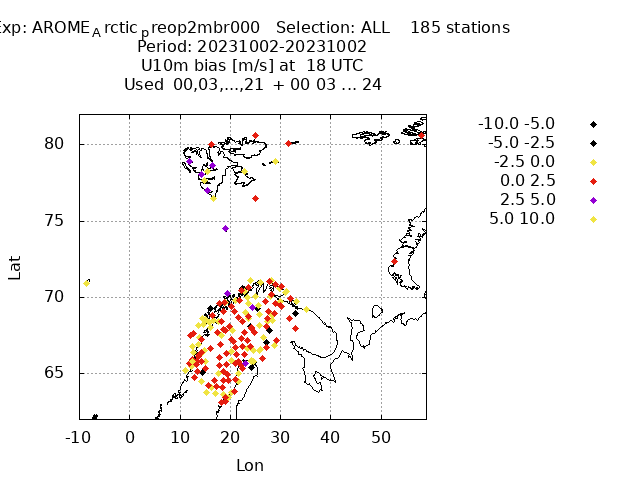 Exp: AROME_A rctic_p reop2mbr000 Selection: ALL 185 stations
Period: 20231002-20231002
U10m bias [m/s] at 18 UTC
Used 00,03,...,21 + 00 03 ... 24
-10.0 -5.0
-5.0 -2.5
-2.5 0.0
0.0 2.5
2.5 5.0
5.0 10.0
Lat
80
75
70
65
-10 0 10 20 30 40 50
Lon